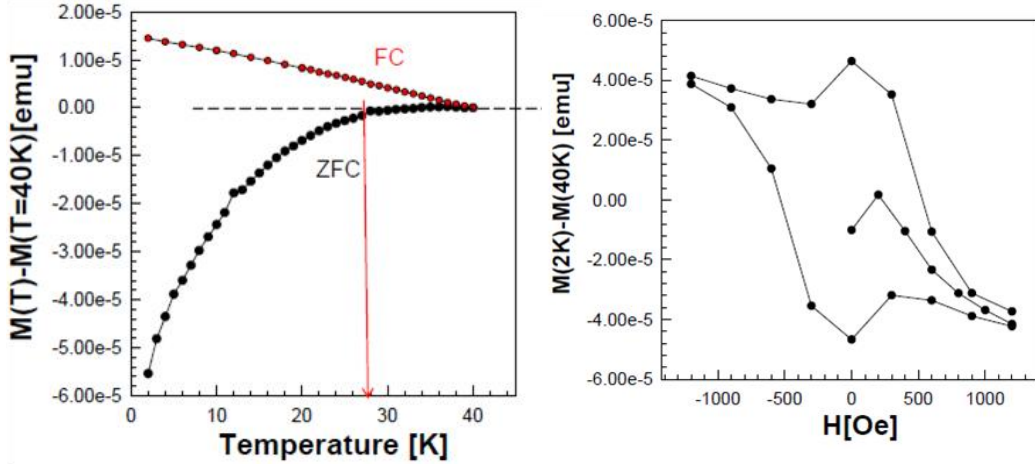 M(T)-M(T=40K)[emu]
2.00e-5
1.00e-5
0.00
-1.00e-5
-2.00e-5
-3.00e-5
-4.00e-5
-5.00e-5
-6.00e-5
FC
ZFC
0
10
20
30
40
Temperature [K]
M(2K)-M(40K) [emu]
6.00e-5
4.00e-5
2.00e-5
0.00
-2.00e-5
-4.00e-5
-6.00e-5
-1000
-500
0
500
1000
H[Oe]